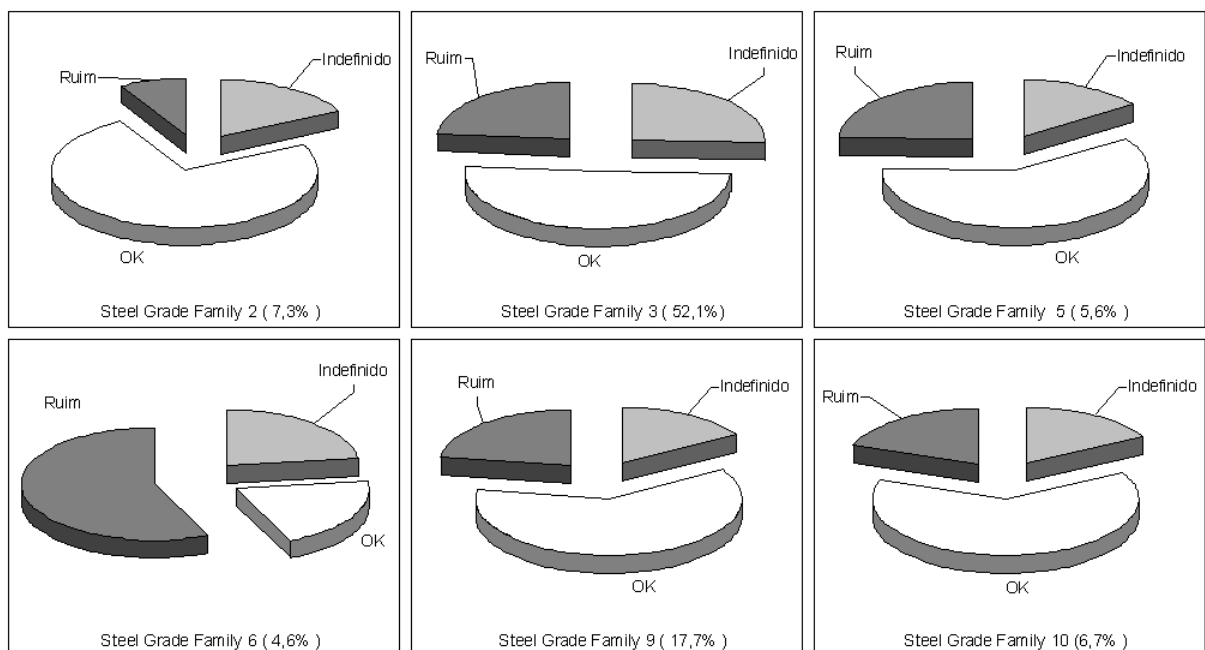 Ruim
Indefinido
OK
Steel Grade Family 2 ( 7,3% )
Ruim
Indefinido
OK
Steel Grade Family 3 ( 52,1%)
Ruim
Indefinido
OK
Steel Grade Family 5 ( 5,6% )
Ruim
Indefinido
OK
Steel Grade Family 6 ( 4,6% )
Ruim
Indefinido
OK
Steel Grade Family 9 ( 17,7% )
Ruim
Indefinido
OK
Steel Grade Family 10 (6,7% )